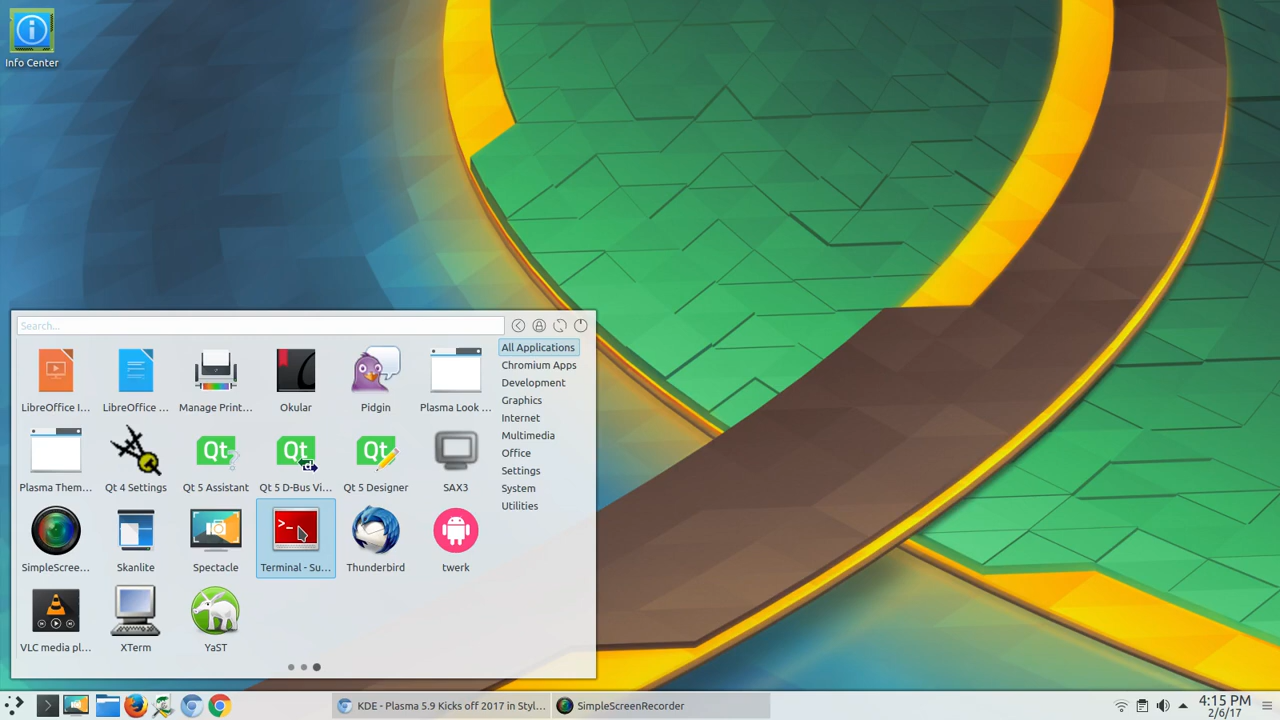 Info Center
Search...
All Applications
Chromium Apps
Development
Graphics
Internet
Multimedia
Office
Settings
System
Utilities
LibreOffice I...
LibreOffice ...
Manage Print...
Okular
Pidgin
Plasma Look ...
Plasma Them...
Qt 4 Settings
Qt 5 Assistant
Qt 5 D-Bus Vi...
Qt 5 Designer
SAX3
SimpleScree...
Skanlite
Spectacle
Terminal - Su...
Thunderbird
twerk
VLC media pl...
XTerm
YaST
KDE - Plasma 5.9 Kicks off 2017 in Styl...
SimpleScreenRecorder
4:15 PM
2/6/17